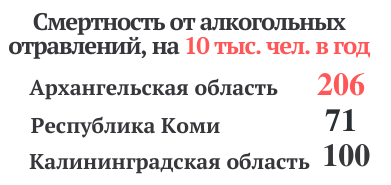 Смертность от алкогольных
отравлений, на 10 тыс. чел. в год
Архангельская область 206
Республика Коми 71
Калининградская область 100